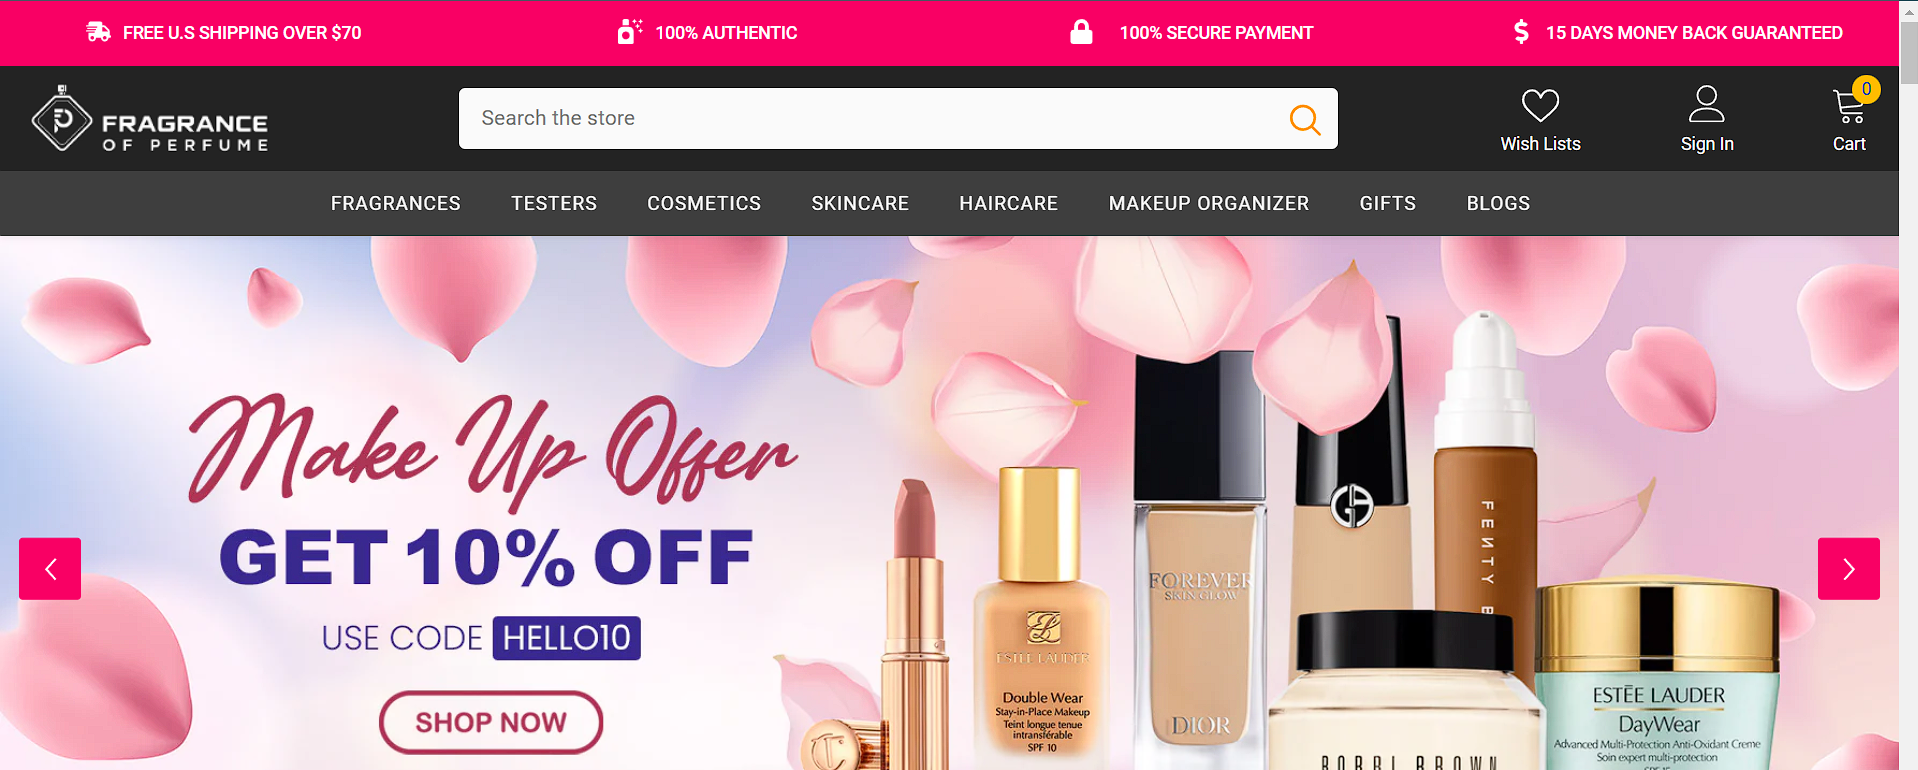 FREE U.S SHIPPING OVER $70
100% AUTHENTIC
100% SECURE PAYMENT
15 DAYS MONEY BACK GUARANTEED
FRAGRANCE
OF PERFUME
Search the store
Wish Lists
Sign In
0
Cart
FRAGRANCES
TESTERS
COSMETICS
SKINCARE
HAIRCARE
MAKEUP ORGANIZER
GIFTS
BLOGS
Make Up Offer
GET 10% OFF
USE CODE HELLO10
SHOP NOW
ESTEE LAUDER
Double Wear
Stay-in-Place Makeup
Teint longue tenue
intransférable
SPF 10
FOREVER
SKIN GLOW
DIOR
FENTY B
BOBBI BROWN
ESTĒE LAUDER
DayWear
Advanced Multi-Protection Anti-Oxidant Creme
Soin expert multi-protection